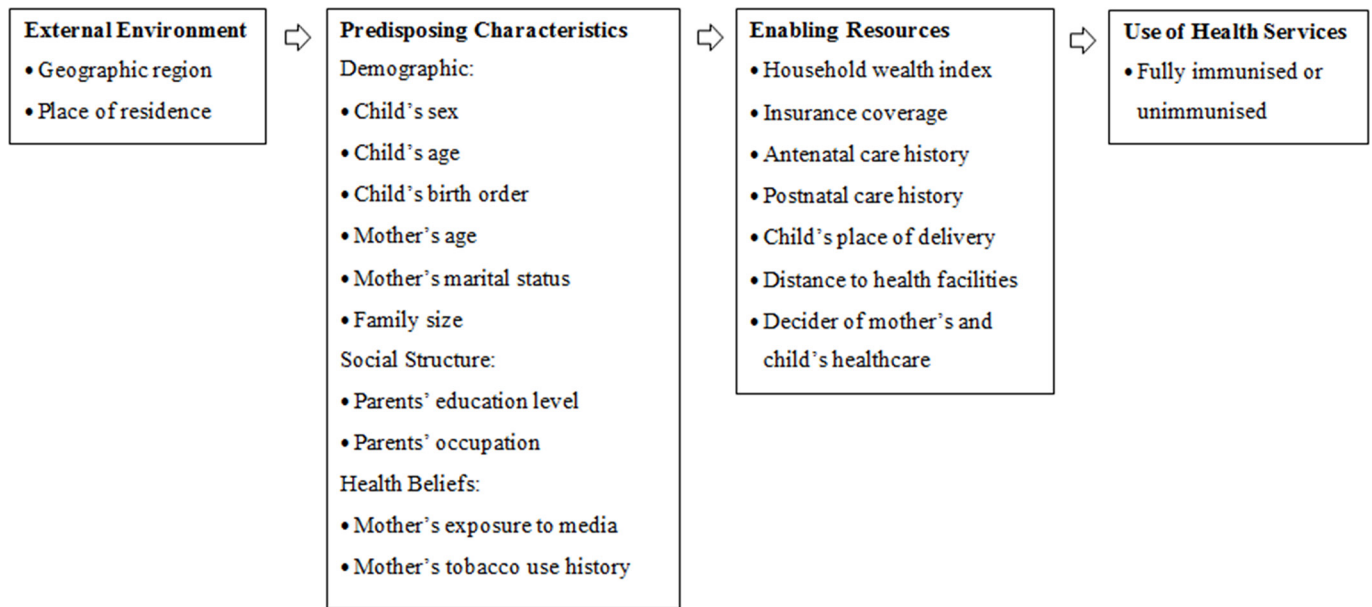 External Environment
• Geographic region
• Place of residence
Predisposing Characteristics
Demographic:
• Child’s sex
• Child’s age
• Child’s birth order
• Mother’s age
• Mother’s marital status
• Family size
Social Structure:
• Parents’ education level
• Parents’ occupation
Health Beliefs:
• Mother’s exposure to media
• Mother’s tobacco use history
Enabling Resources
• Household wealth index
• Insurance coverage
• Antenatal care history
• Postnatal care history
• Child’s place of delivery
• Distance to health facilities
• Decider of mother’s and
child’s healthcare
Use of Health Services
• Fully immunised or
unimmunised